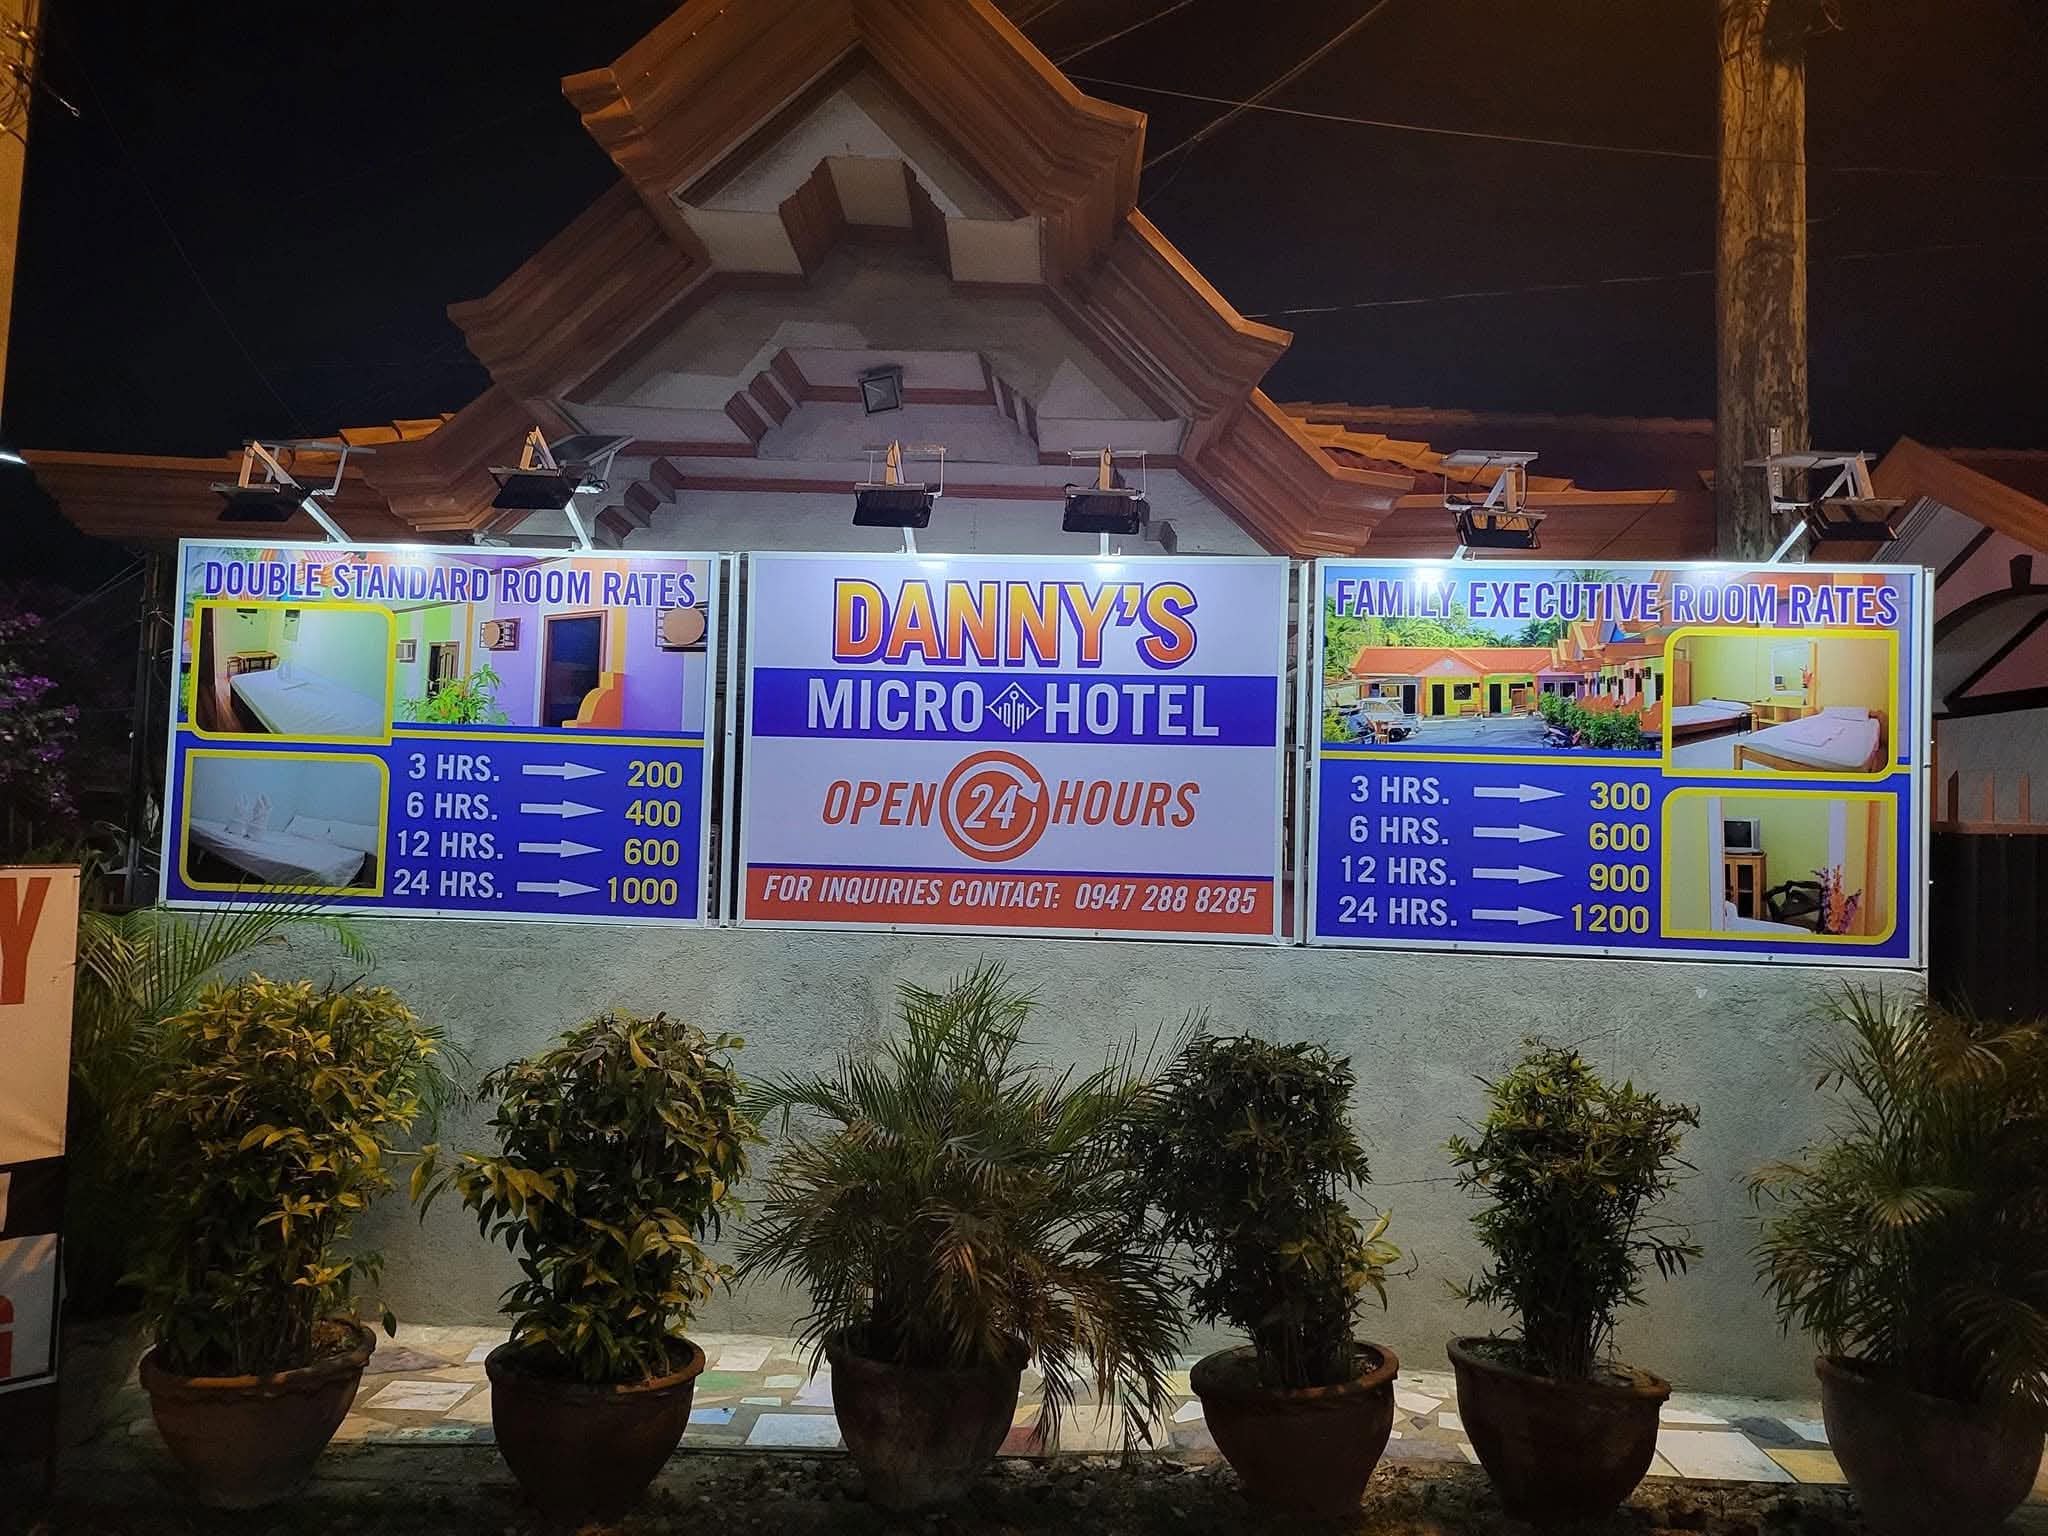 DOUBLE STANDARD ROOM RATES
3 HRS. 200
6 HRS. 400
12 HRS. 600
24 HRS. 1000
DANNY'S
MICRO HOTEL
OPEN 24 HOURS
FOR INQUIRIES CONTACT: 0947 288 8285
FAMILY EXECUTIVE ROOM RATES
3 HRS. 300
6 HRS. 600
12 HRS. 900
24 HRS. 1200
Y
i